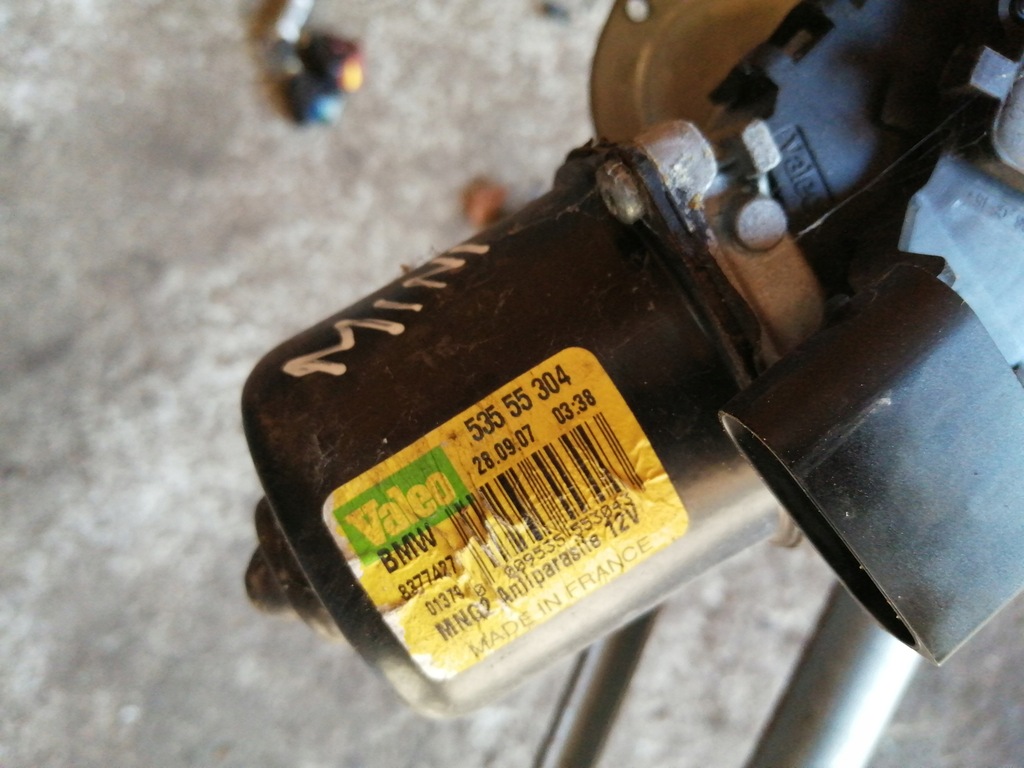 MINI
Valeo
535 55 304
28.09.07 03:38
Valeo
BMW
8377427
01374
MNG2 Antiparasite 12V
MADE IN FRANCE